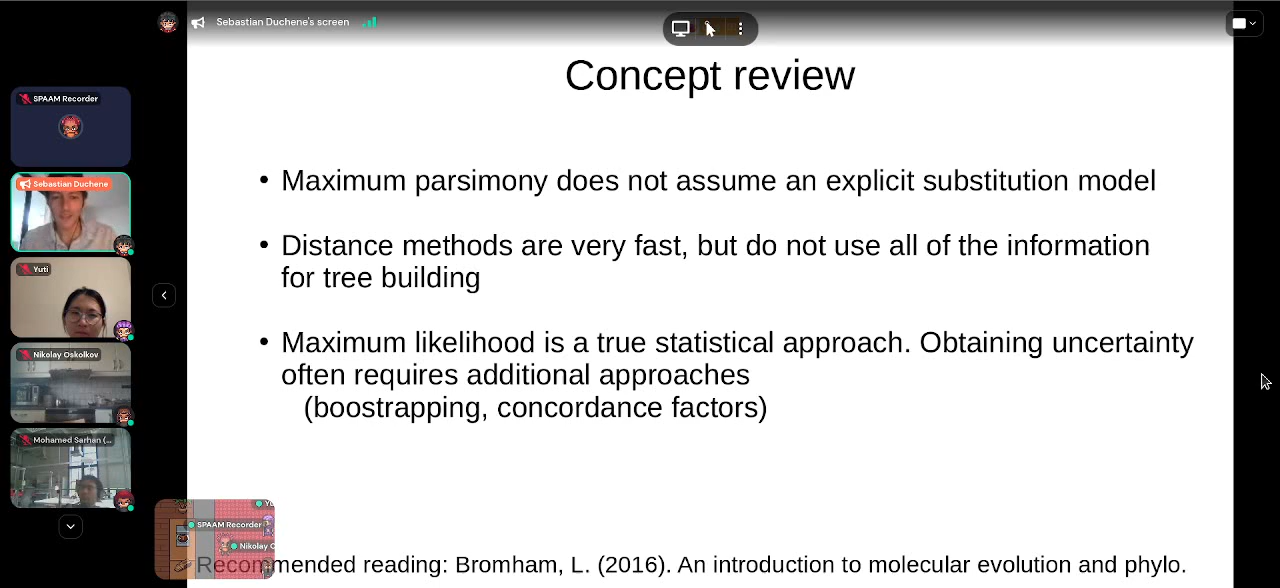 Sebastian Duchene's screen
SPAAM Recorder
Sebastian Duchene
Yuti
Nikolay Oskolkov
Mohamed Sarhan (...
Concept review
• Maximum parsimony does not assume an explicit substitution model
• Distance methods are very fast, but do not use all of the information
for tree building
• Maximum likelihood is a true statistical approach. Obtaining uncertainty
often requires additional approaches
(boostrapping, concordance factors)
SPAAM Recorder
Nikolay O
Recommended reading: Bromham, L. (2016). An introduction to molecular evolution and phylo.